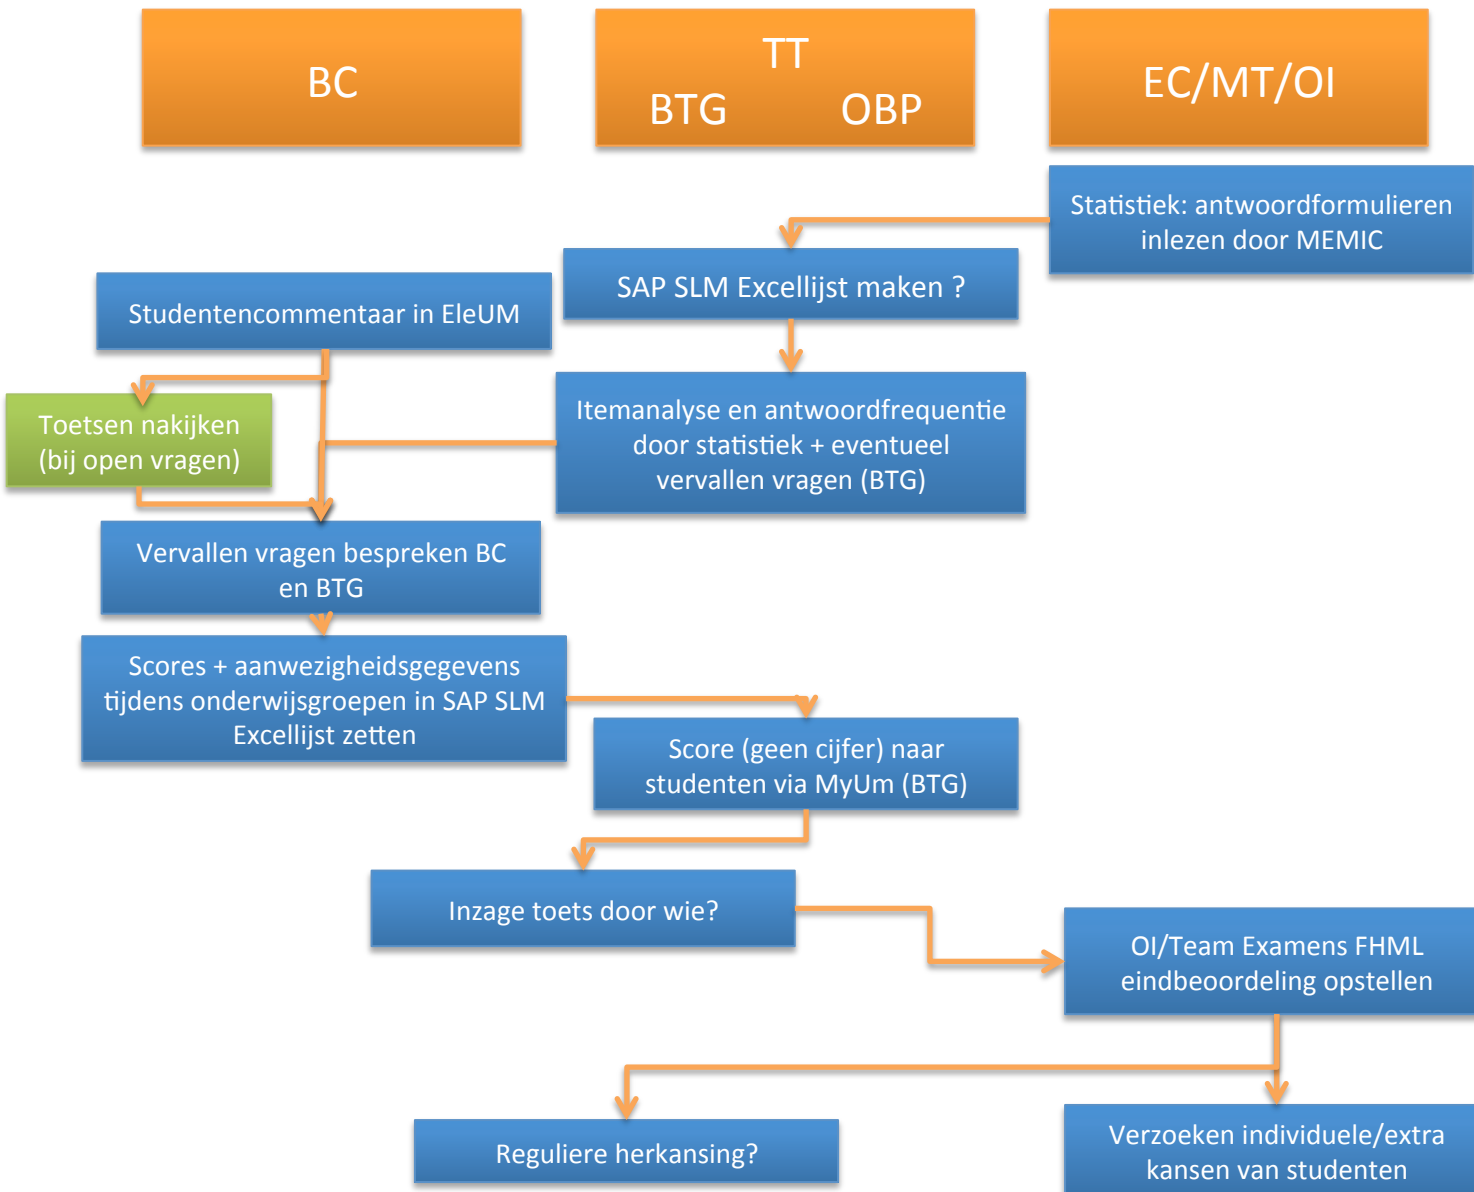 BC
TT
BTG OBP
EC/MT/OI
Statistiek: antwoordformulieren
inlezen door MEMIC
SAP SLM Excellijst maken ?
Studentencommentaar in EleUM
Itemanalyse en antwoordfrequentie
door statistiek + eventueel
vervallen vragen (BTG)
Toetsen nakijken
(bij open vragen)
Vervallen vragen bespreken BC
en BTG
Scores + aanwezigheidsgegevens
tijdens onderwijsgroepen in SAP SLM
Excellijst zetten
Score (geen cijfer) naar
studenten via MyUm (BTG)
Inzage toets door wie?
OI/Team Examens FHML
eindbeoordeling opstellen
Reguliere herkansing?
Verzoeken individuele/extra
kansen van studenten